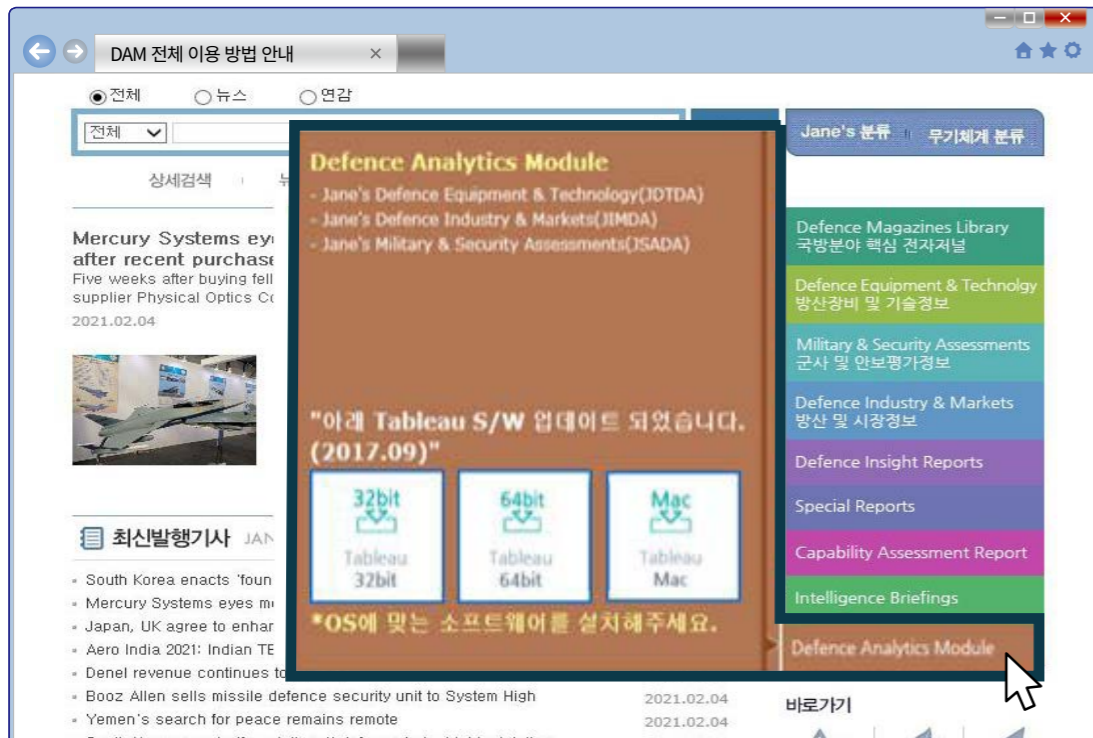 DAM 전체 이용 방법 안내
전체 뉴스 연감
전체
Jane's 분류 무기체계 분류
상세검색
Mercury Systems
after recent purchase
Five weeks after buying fell
supplier Physical Optics
2021.02.04
Defence Analytics Module
- Jane's Defence Equipment & Technology(JDTDA)
- Jane's Defence Industry & Markets(JIMDA)
- Jane's Military & Security Assessments(JSADA)
"아래 Tableau S/W 업데이트 되었습니다.
(2017.09)"
32bit
Tableau
32bit
64bit
Tableau
64bit
Mac
Tableau
Mac
*OS에 맞는 소프트웨어를 설치해주세요.
Defence Magazines Library
국방분야 핵심 전자저널
Defence Equipment & Technolgy
방산장비 및 기술정보
Military & Security Assessments
군사 및 안보평가정보
Defence Industry & Markets
방산 및 시장정보
Defence Insight Reports
Special Reports
Capability Assessment Report
Intelligence Briefings
Defence Analytics Module
최신발행기사 JAN
South Korea enacts 'foun
Mercury Systems eyes
Japan, UK agree to enhar
Aero India 2021: Indian TE
Denel revenue continues to
Booz Allen sells missile defence security unit to System High 2021.02.04
Yemen's search for peace remains remote 2021.02.04
바로가기